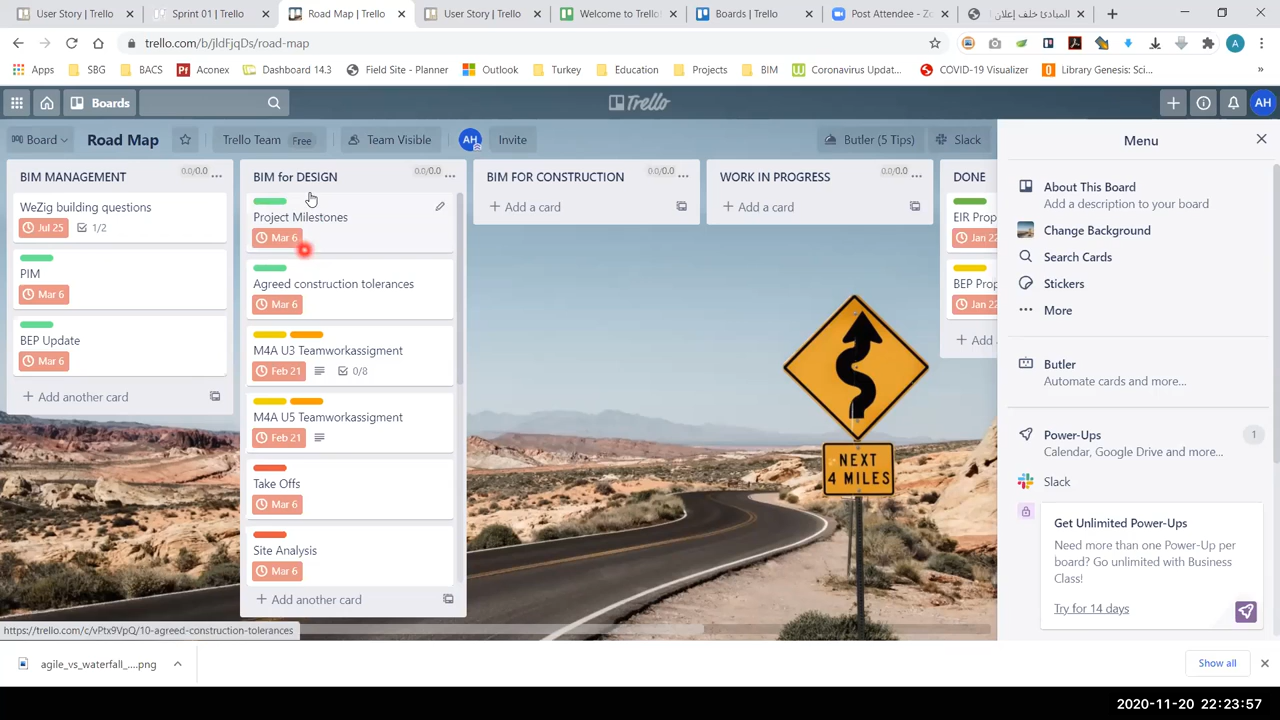 User Story | Trello
Sprint 01 | Trello
Road Map | Trello
User Story | Trello
Welcome to Trello!
Boards | Trello
Post Attendee - Zo
المبادئ خلف إعلان
trello.com/b/jldFjqDs/road-map
A
Apps
SBG
BACS
Aconex
Dashboard 14.3
Field Site - Planner
Outlook
Turkey
Education
Projects
BIM
Coronavirus Updat...
COVID-19 Visualizer
Library Genesis: Sci...
»
Boards
Trello
AH
Board
Road Map
Trello Team Free
Team Visible
AH
Invite
Butler (5 Tips)
Slack
BIM MANAGEMENT
0.0/0.0
WeZig building questions
Jul 25 1/2
PIM
Mar 6
BEP Update
Mar 6
+ Add another card
BIM for DESIGN
0.0/0.0
Project Milestones
Mar 6
Agreed construction tolerances
Mar 6
M4A U3 Teamworkassigment
Feb 21 0/8
M4A U5 Teamworkassigment
Feb 21
Take Offs
Mar 6
Site Analysis
Mar 6
+ Add another card
BIM FOR CONSTRUCTION
0.0/0.0
+ Add a card
WORK IN PROGRESS
0.0/0.0
+ Add a card
DONE
EIR Prop
Jan 22
BEP Prop
Jan 22
+ Add
NEXT
4 MILES
Menu
About This Board
Add a description to your board
Change Background
Search Cards
Stickers
More
Butler
Automate cards and more...
Power-Ups 1
Calendar, Google Drive and more...
Slack
Get Unlimited Power-Ups
Need more than one Power-Up per
board? Go unlimited with Business
Class!
Try for 14 days
https://trello.com/c/vPtx9VpQ/10-agreed-construction-tolerances
agile_vs_waterfall_....png
Show all
2020-11-20 22:23:57